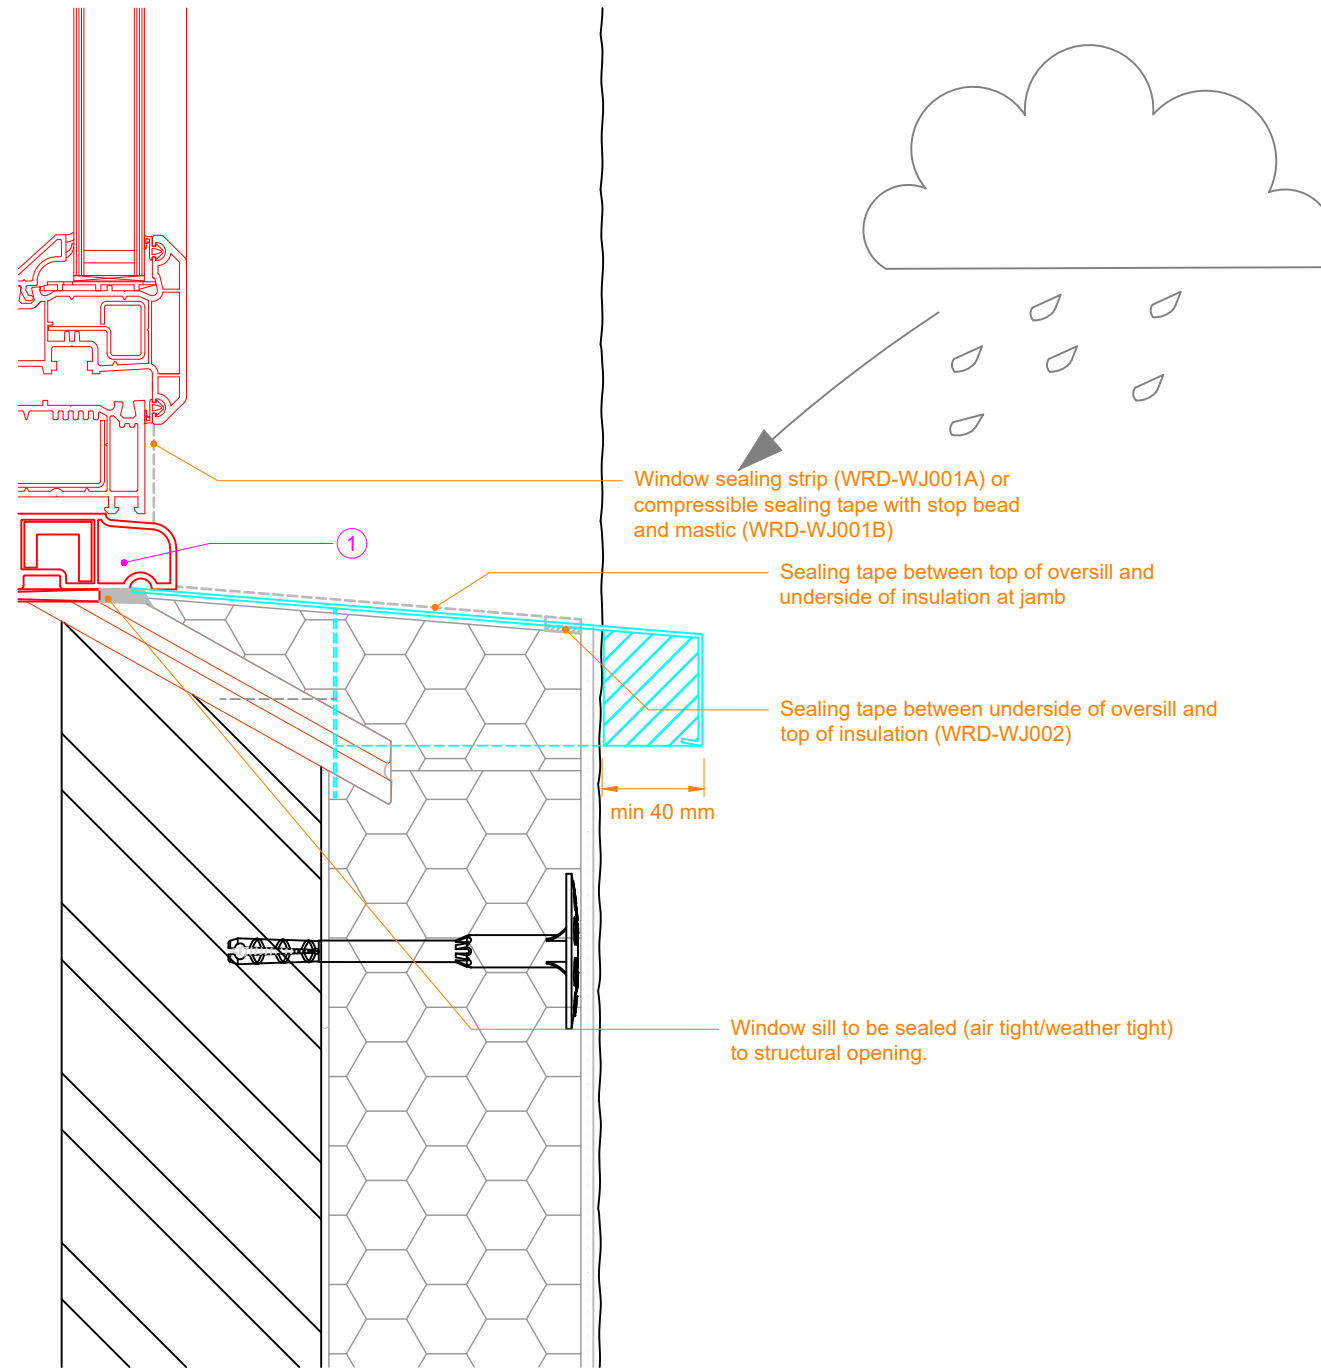 Window sealing strip (WRD-WJ001A) or
compressible sealing tape with stop bead
and mastic (WRD-WJ001B)
1
Sealing tape between top of oversill and
underside of insulation at jamb
Sealing tape between underside of oversill and
top of insulation (WRD-WJ002)
min 40 mm
Window sill to be sealed (air tight/weather tight)
to structural opening.